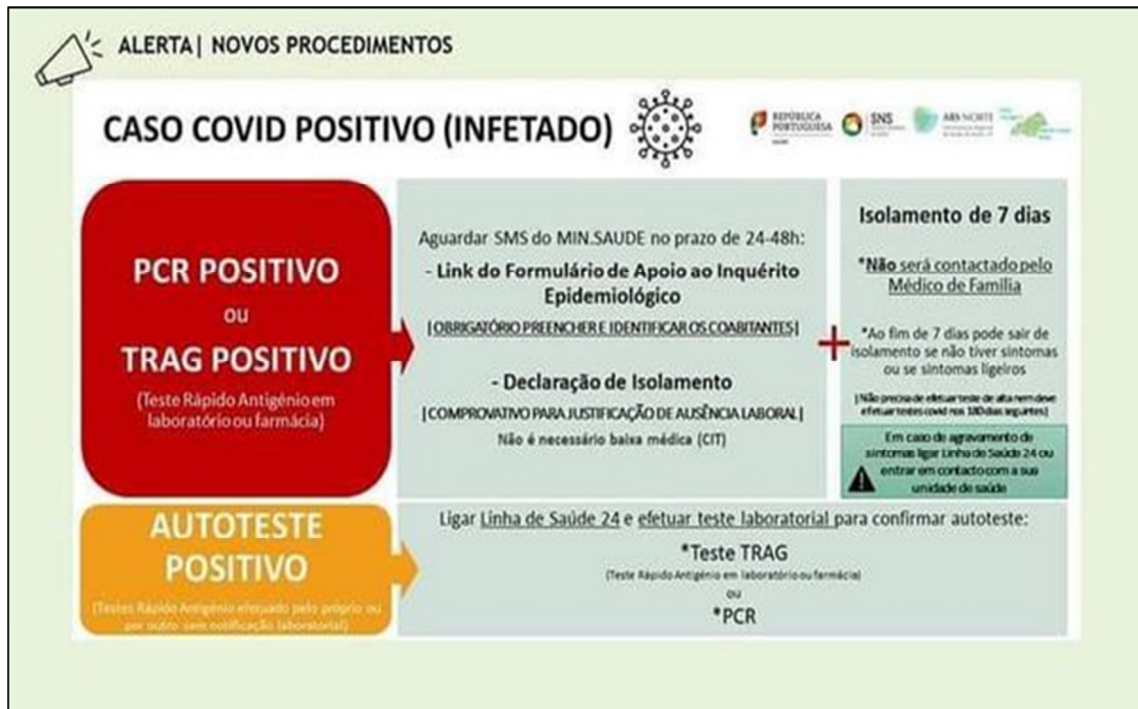 ALERTA| NOVOS PROCEDIMENTOS
CASO COVID POSITIVO (INFETADO)
REPÚBLICA
PORTUGUESA
SNS
ARS NORTE
PCR POSITIVO
ou
TRAG POSITIVO
(Teste Rápido Antigénio em
laboratório ou farmácia)
Aguardar SMS do MIN.SAUDE no prazo de 24-48h:
- Link do Formulário de Apoio ao Inquérito
Epidemiológico
|OBRIGATÓRIO PREENCHER E IDENTIFICAR OS COABITANTES|
- Declaração de Isolamento
|COMPROVATIVO PARA JUSTIFICAÇÃO DE AUSÊNCIA LABORAL|
Não é necessário baixa médica (CIT)
+
Isolamento de 7 dias
*Não será contactado pelo
Médico de Familia
*Ao fim de 7 dias pode sair de
isolamento se não tiver sintomas
ou se sintomas ligeiros
|Não precisa de efetuar teste de alta nem deve
efetuar testes covid nos 180 dias seguintes|
Em caso de agravamento de
sintomas ligar Linha de Saúde 24 ou
entrar em contacto com a sua
unidade de saúde
AUTOTESTE
POSITIVO
(Testes Rápido Antigénio efetuado pelo próprio ou
por outro sem notificação laboratorial)
Ligar Linha de Saúde 24 e efetuar teste laboratorial para confirmar autoteste:
*Teste TRAG
(Teste Rápido Antigénio em laboratório ou farmácia)
ou
*PCR